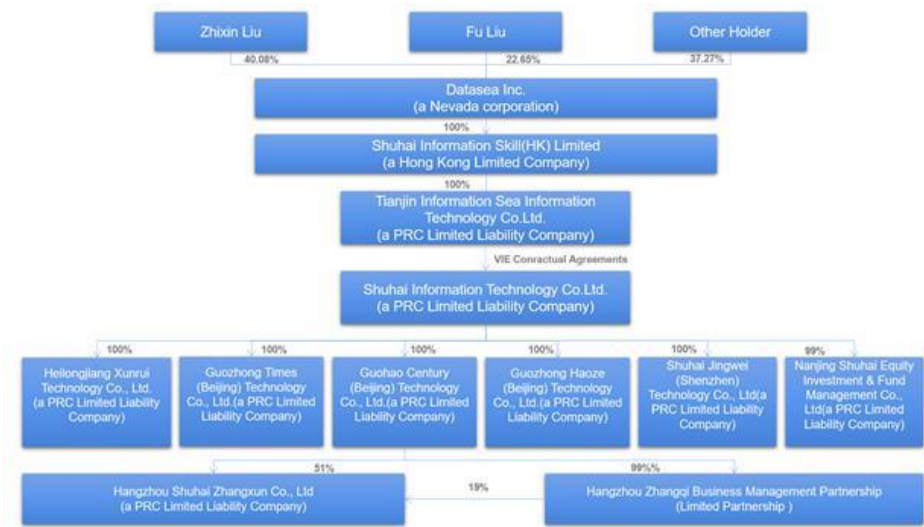 Zhixin Liu
Fu Liu
Other Holder
40.08%
22.65%
37.27%
Datasea Inc.
(a Nevada corporation)
100%
Shuhai Information Skill(HK) Limited
(a Hong Kong Limited Company)
100%
Tianjin Information Sea Information
Technology Co.Ltd.
(a PRC Limited Liability Company)
VIE Conractual Agreements
Shuhai Information Technology Co.Ltd.
(a PRC Limited Liability Company)
100%
100%
100%
100%
100%
99%
Heilongjiang Xunrui
Technology Co., Ltd.
(a PRC Limited Liability
Company)
Guozhong Times
(Beijing) Technology
Co., Ltd.(a PRC Limited
Liability Company)
Guohao Century
(Beijing) Technology
Co., Ltd.(a PRC Limited
Liability Company)
Guozhong Haoze
(Beijing) Technology
Co., Ltd.(a PRC Limited
Liability Company)
Shuhai Jingwei
(Shenzhen)
Technology Co., Ltd(a
PRC Limited Liability
Company)
Nanjing Shuhai Equity
Investment & Fund
Management Co.,
Ltd(a PRC Limited
Liability Company)
51%
99%%
Hangzhou Shuhai Zhangxun Co., Ltd
(a PRC Limited Liability Company)
19%
Hangzhou Zhangqi Business Management Partnership
(Limited Partnership )